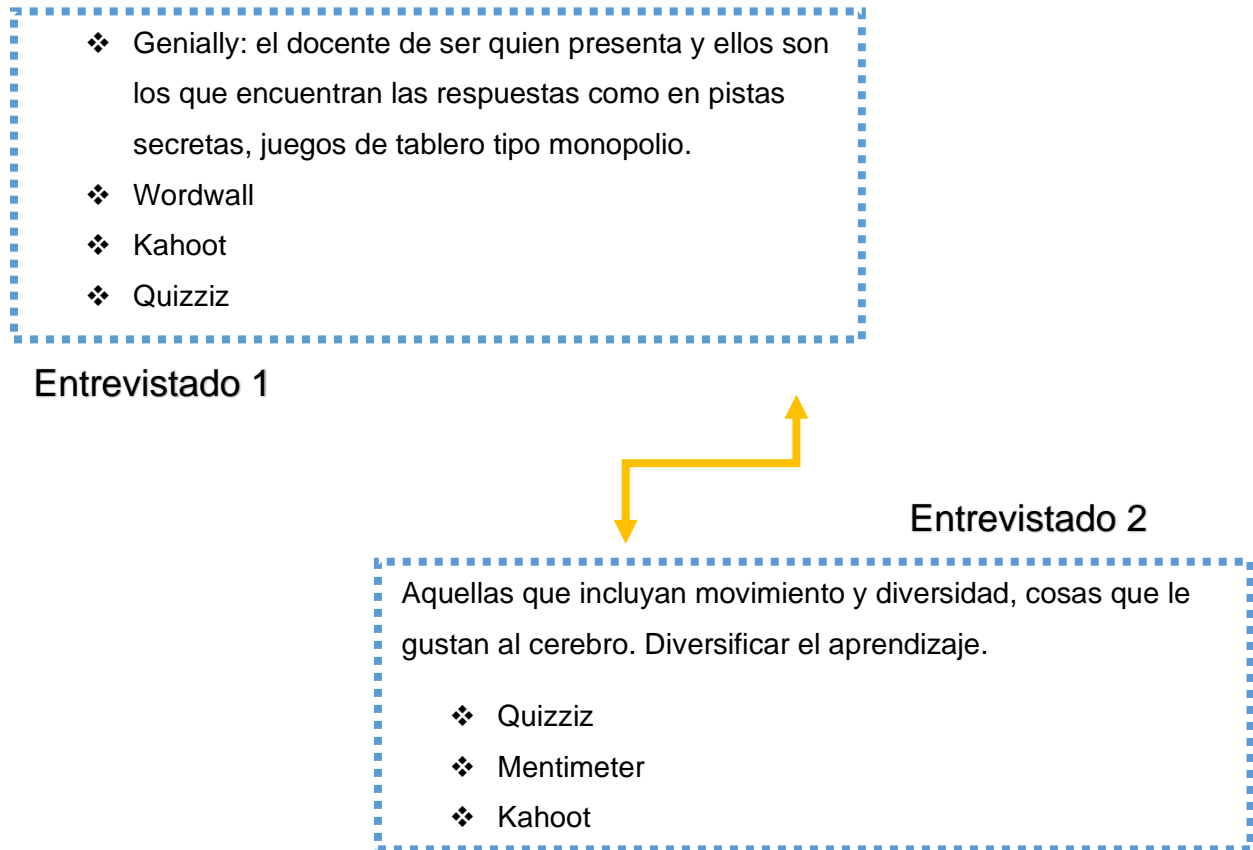 ❖ Genially: el docente de ser quien presenta y ellos son
los que encuentran las respuestas como en pistas
secretas, juegos de tablero tipo monopolio.
❖ Wordwall
❖ Kahoot
❖ Quizziz
Entrevistado 1
Entrevistado 2
Aquellas que incluyan movimiento y diversidad, cosas que le
gustan al cerebro. Diversificar el aprendizaje.
❖ Quizziz
❖ Mentimeter
❖ Kahoot